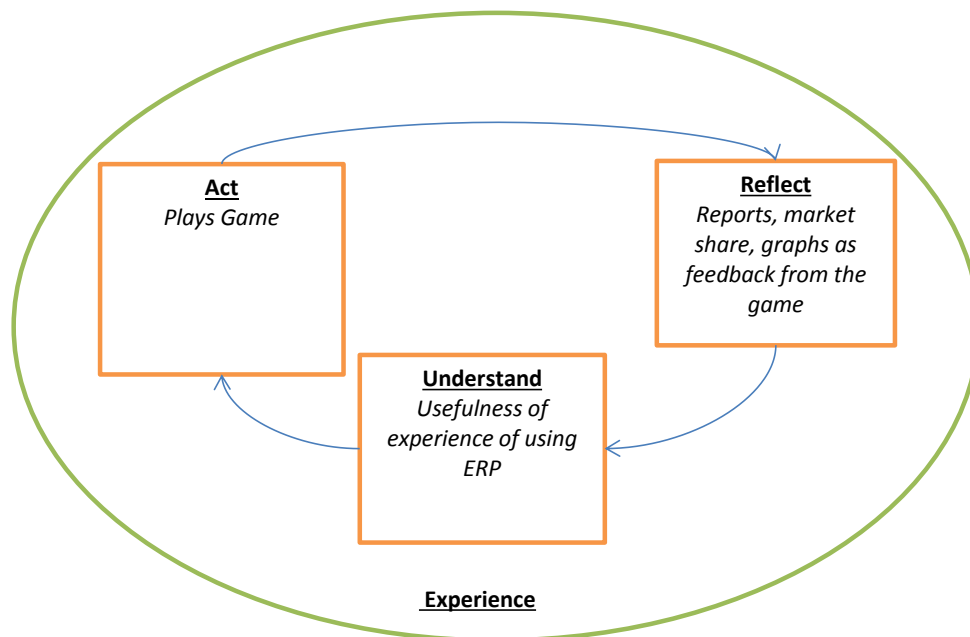 Act
Plays Game
Reflect
Reports, market
share, graphs as
feedback from the
game
Understand
Usefulness of
experience of using
ERP
Experience